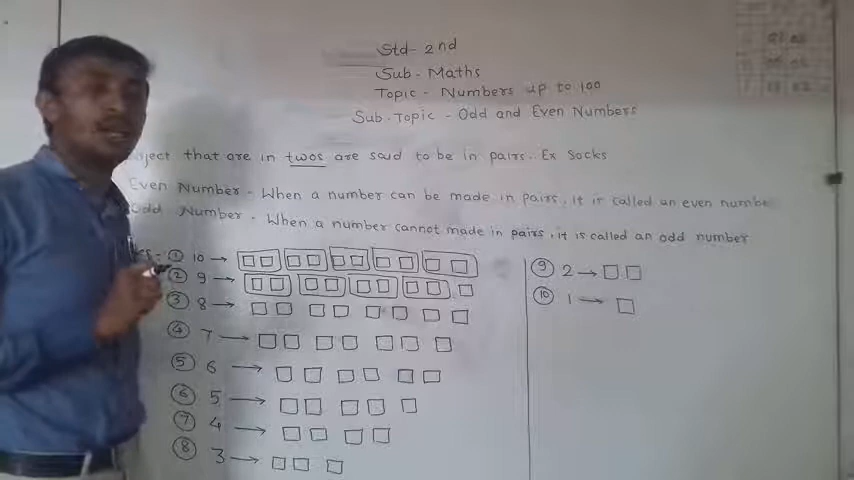 Std- 2nd
Sub- Maths
Topic - Numbers up to 100
Sub-Topic - Odd and Even Numbers
that are in twos are said to be in pairs. Ex Socks
Even Number - When a number can be made in pairs, it is called an even numbe
Odd Number - When a number cannot made in pairs, it is called an odd number
① 10 →
② 9 →
③ 8 →
④ 7 →
⑤ 6 →
⑥ 5 →
⑦ 4 →
⑧ 3 →
⑨ 2 →
⑩ 1 →